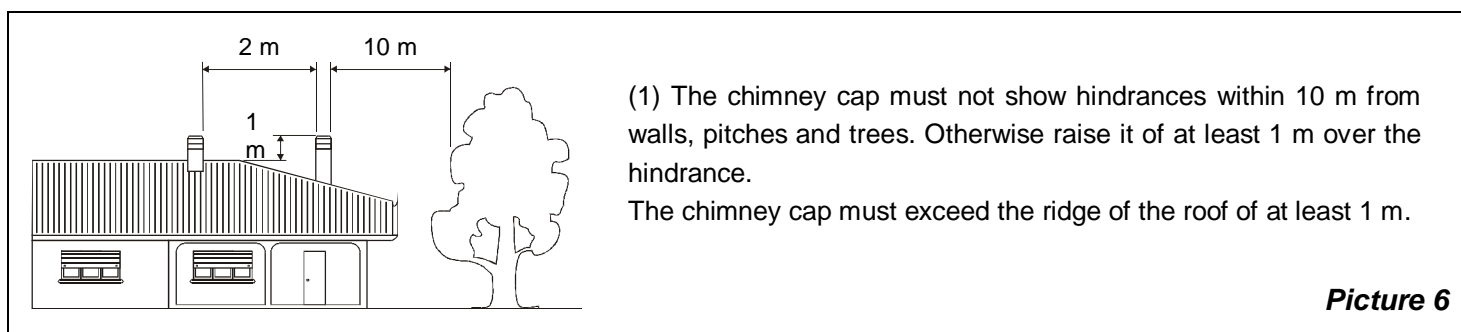 2 m
10 m
1
m
(1) The chimney cap must not show hindrances within 10 m from
walls, pitches and trees. Otherwise raise it of at least 1 m over the
hindrance.
The chimney cap must exceed the ridge of the roof of at least 1 m.
Picture 6